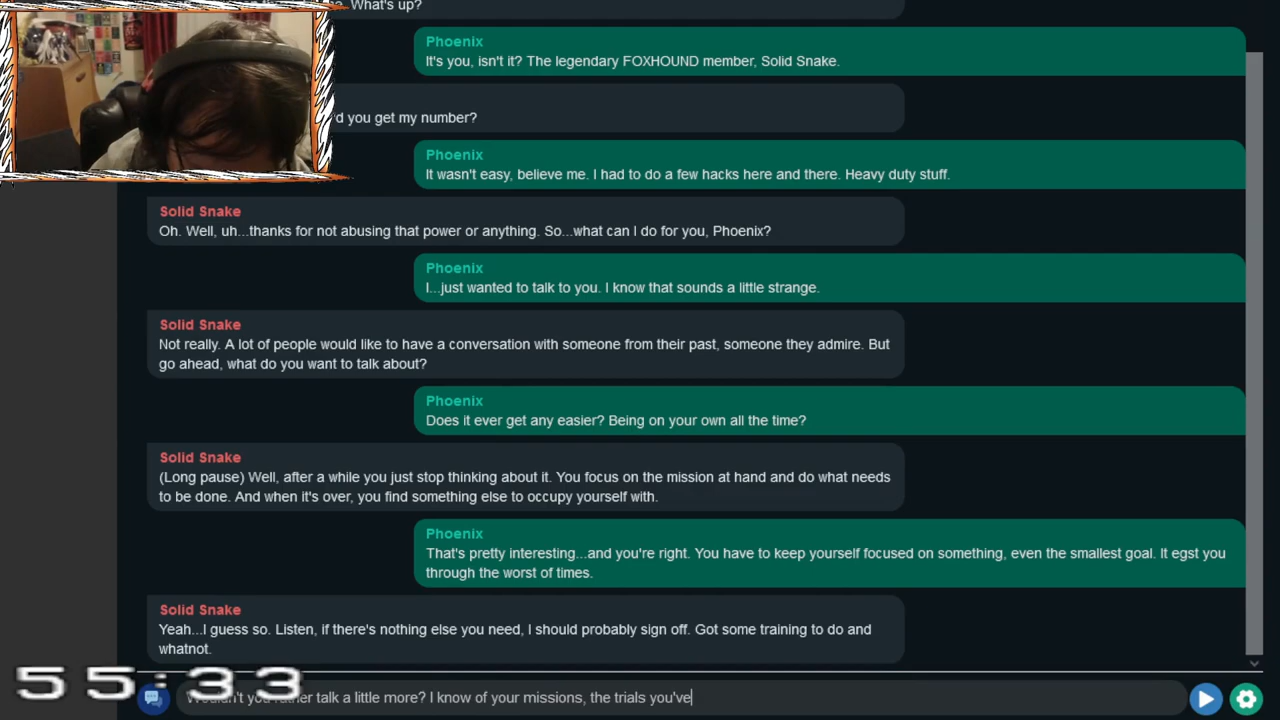 What's up?
Phoenix
It's you, isn't it? The legendary FOXHOUND member, Solid Snake.
you get my number?
Phoenix
It wasn't easy, believe me. I had to do a few hacks here and there. Heavy duty stuff.
Solid Snake
Oh. Well, uh...thanks for not abusing that power or anything. So...what can I do for you, Phoenix?
Phoenix
I...just wanted to talk to you. I know that sounds a little strange.
Solid Snake
Not really. A lot of people would like to have a conversation with someone from their past, someone they admire. But
go ahead, what do you want to talk about?
Phoenix
Does it ever get any easier? Being on your own all the time?
Solid Snake
(Long pause) Well, after a while you just stop thinking about it. You focus on the mission at hand and do what needs
to be done. And when it's over, you find something else to occupy yourself with.
Phoenix
That's pretty interesting...and you're right. You have to keep yourself focused on something, even the smallest goal. It egst you
through the worst of times.
Solid Snake
Yeah...I guess so. Listen, if there's nothing else you need, I should probably sign off. Got some training to do and
whatnot.
55:33
Wouldn't you rather talk a little more? I know of your missions, the trials you've